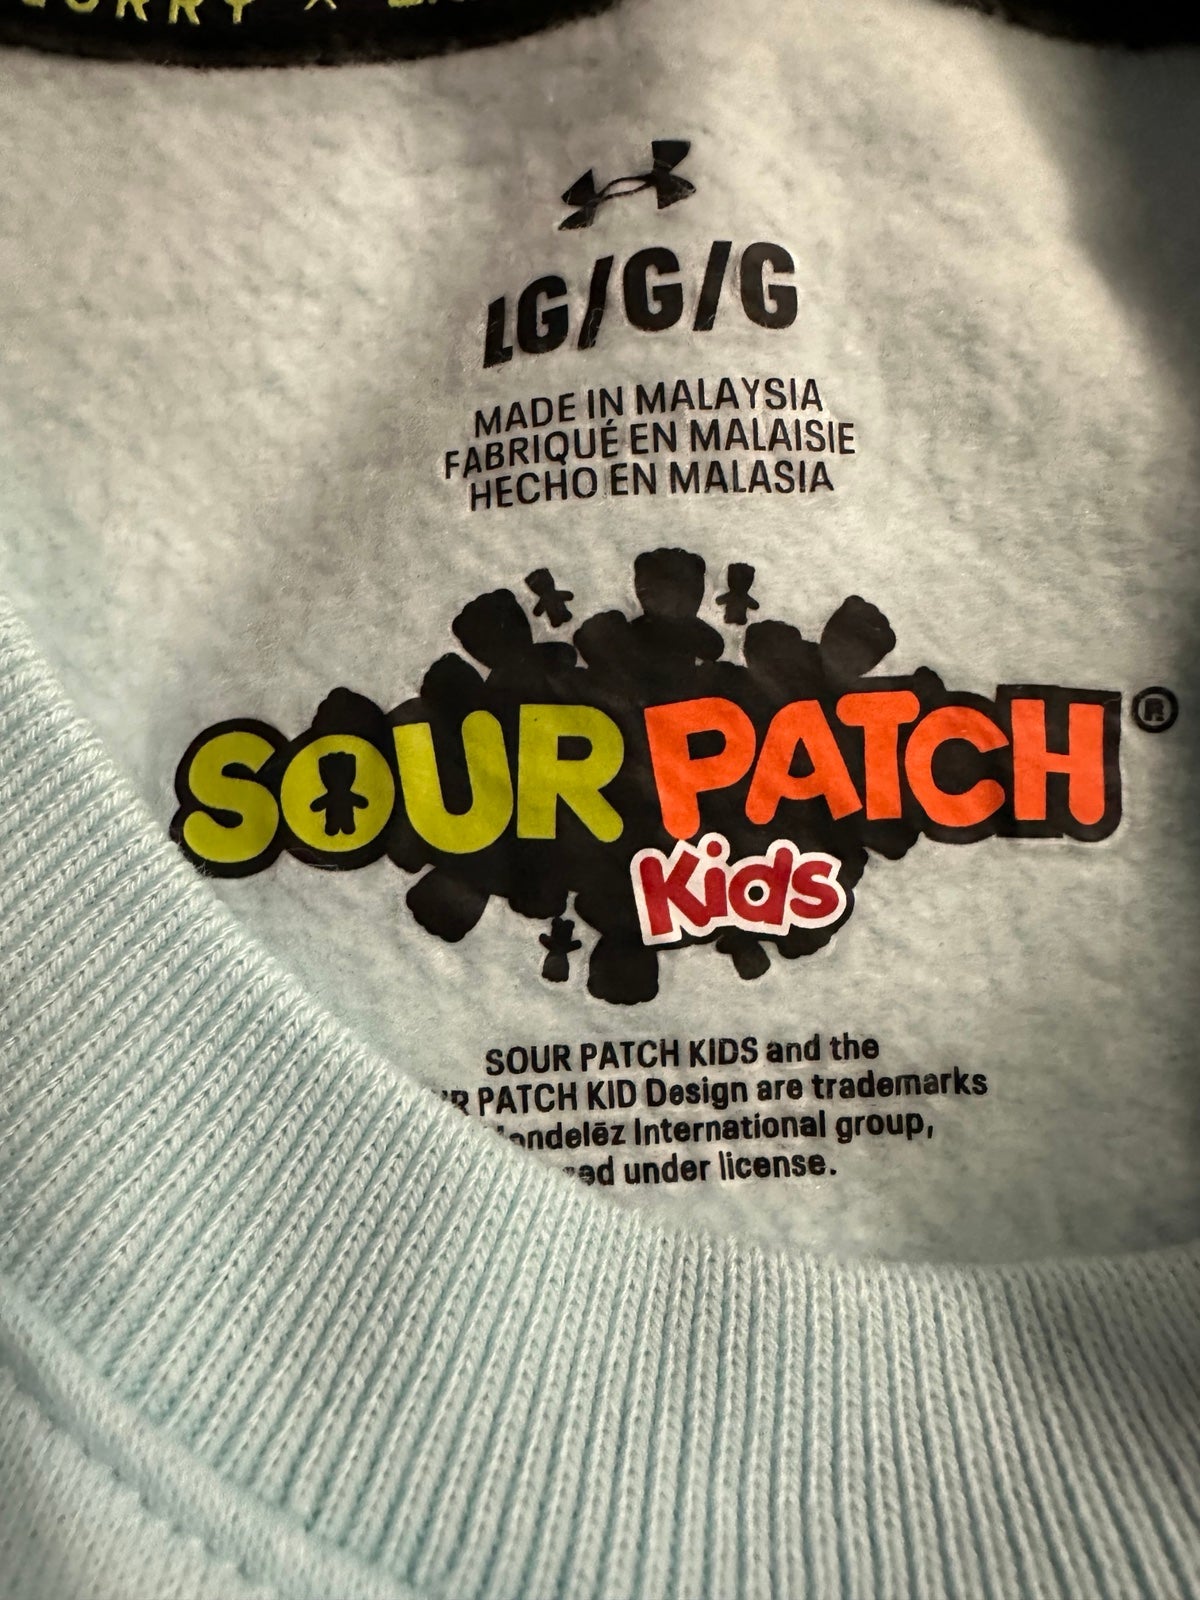 LG/G/G
MADE IN MALAYSIA
FABRIQUÉ EN MALAISIE
HECHO EN MALASIA
SOUR PATCH ®
Kids
SOUR PATCH KIDS and the
PATCH KID Design are trademarks
International group,
under license.